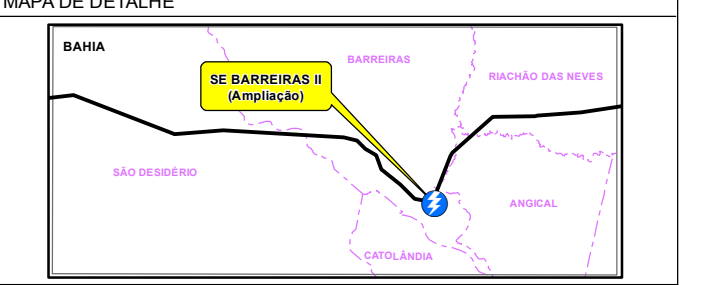 MAPA DE DETALHE
BAHIA
BARREIRAS
RIACHÃO DAS NEVES
SE BARREIRAS II
(Ampliação)
SÃO DESIDÉRIO
ANGICAL
CATOLÂNDIA